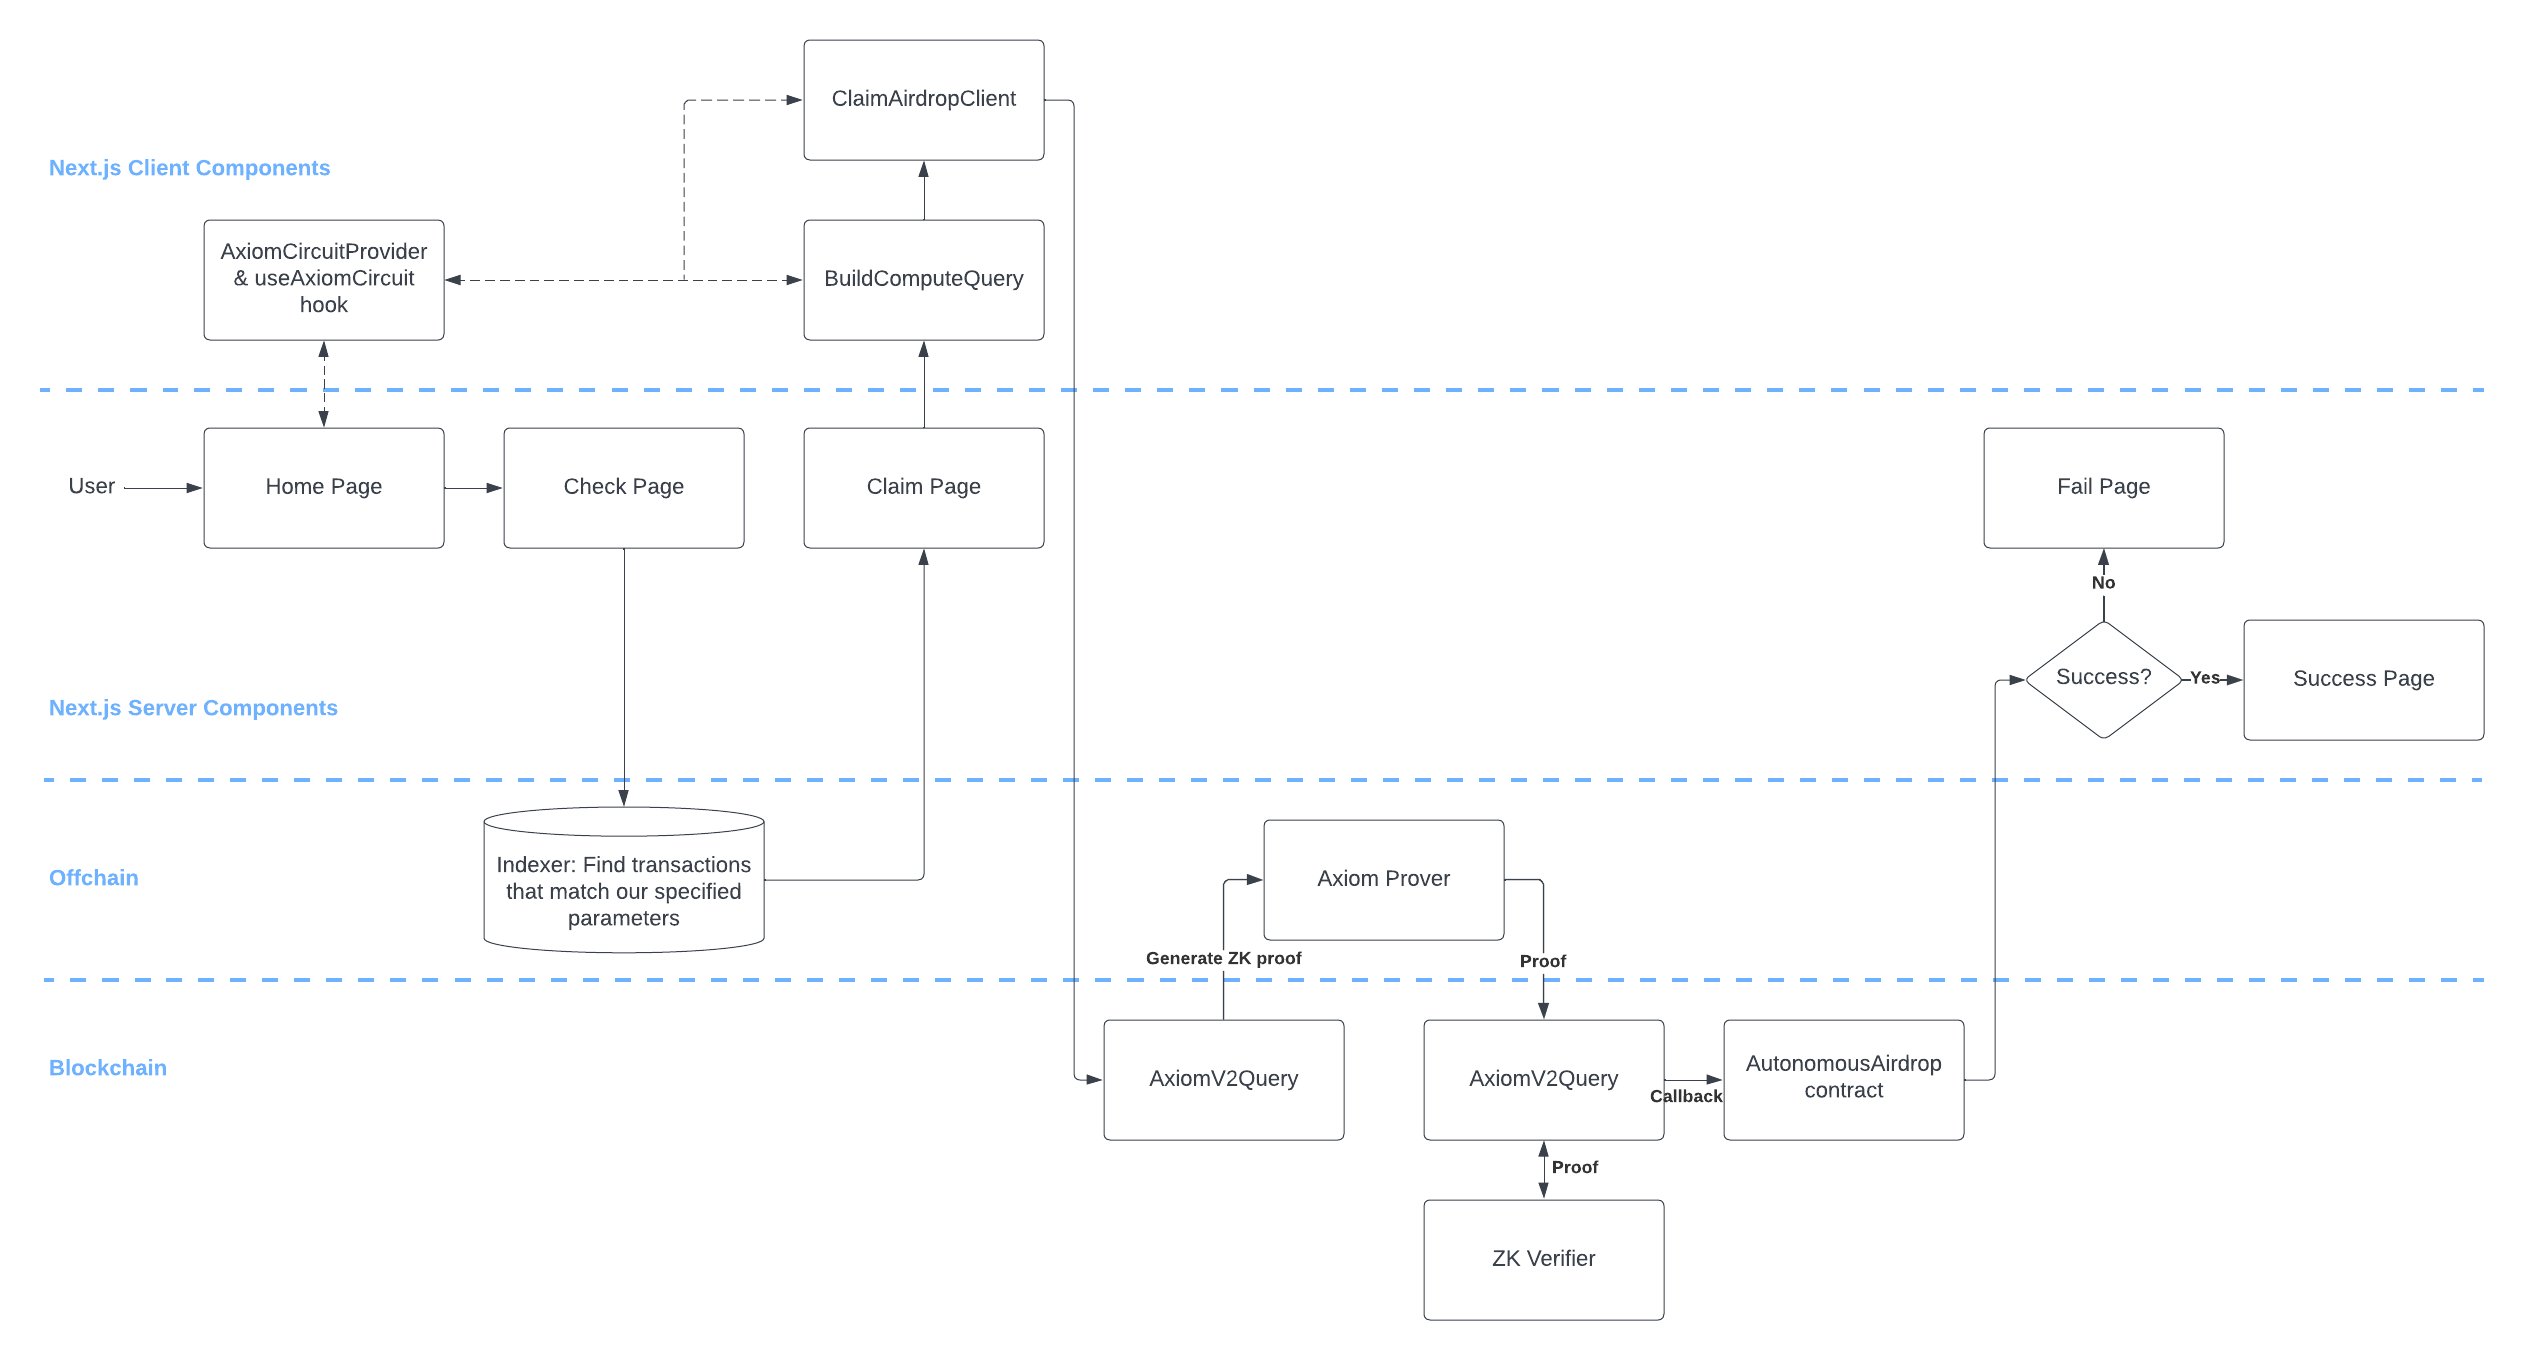 ClaimAirdropClient
Next.js Client Components
AxiomCircuitProvider
& useAxiomCircuit
hook
BuildComputeQuery
User
Home Page
Check Page
Claim Page
Fail Page
No
Success?
Yes
Success Page
Next.js Server Components
Offchain
Indexer: Find transactions
that match our specified
parameters
Axiom Prover
Generate ZK proof
Proof
Blockchain
AxiomV2Query
AxiomV2Query
Callback
AutonomousAirdrop
contract
Proof
ZK Verifier